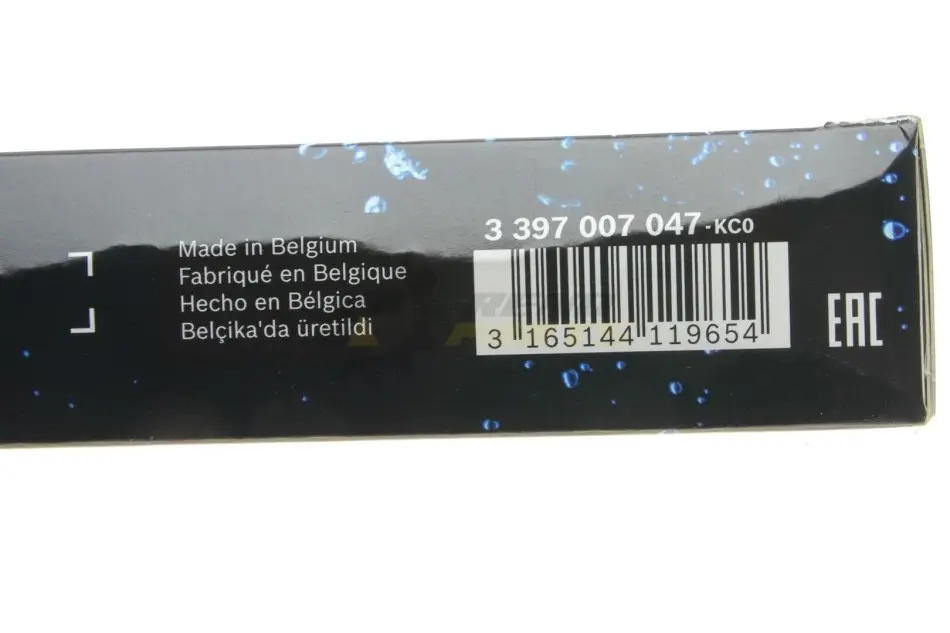 Made in Belgium
Fabriqué en Belgique
Hecho en Bélgica
Belçika'da üretildi
3 397 007 047-KC0
3 165144 119654
EAC